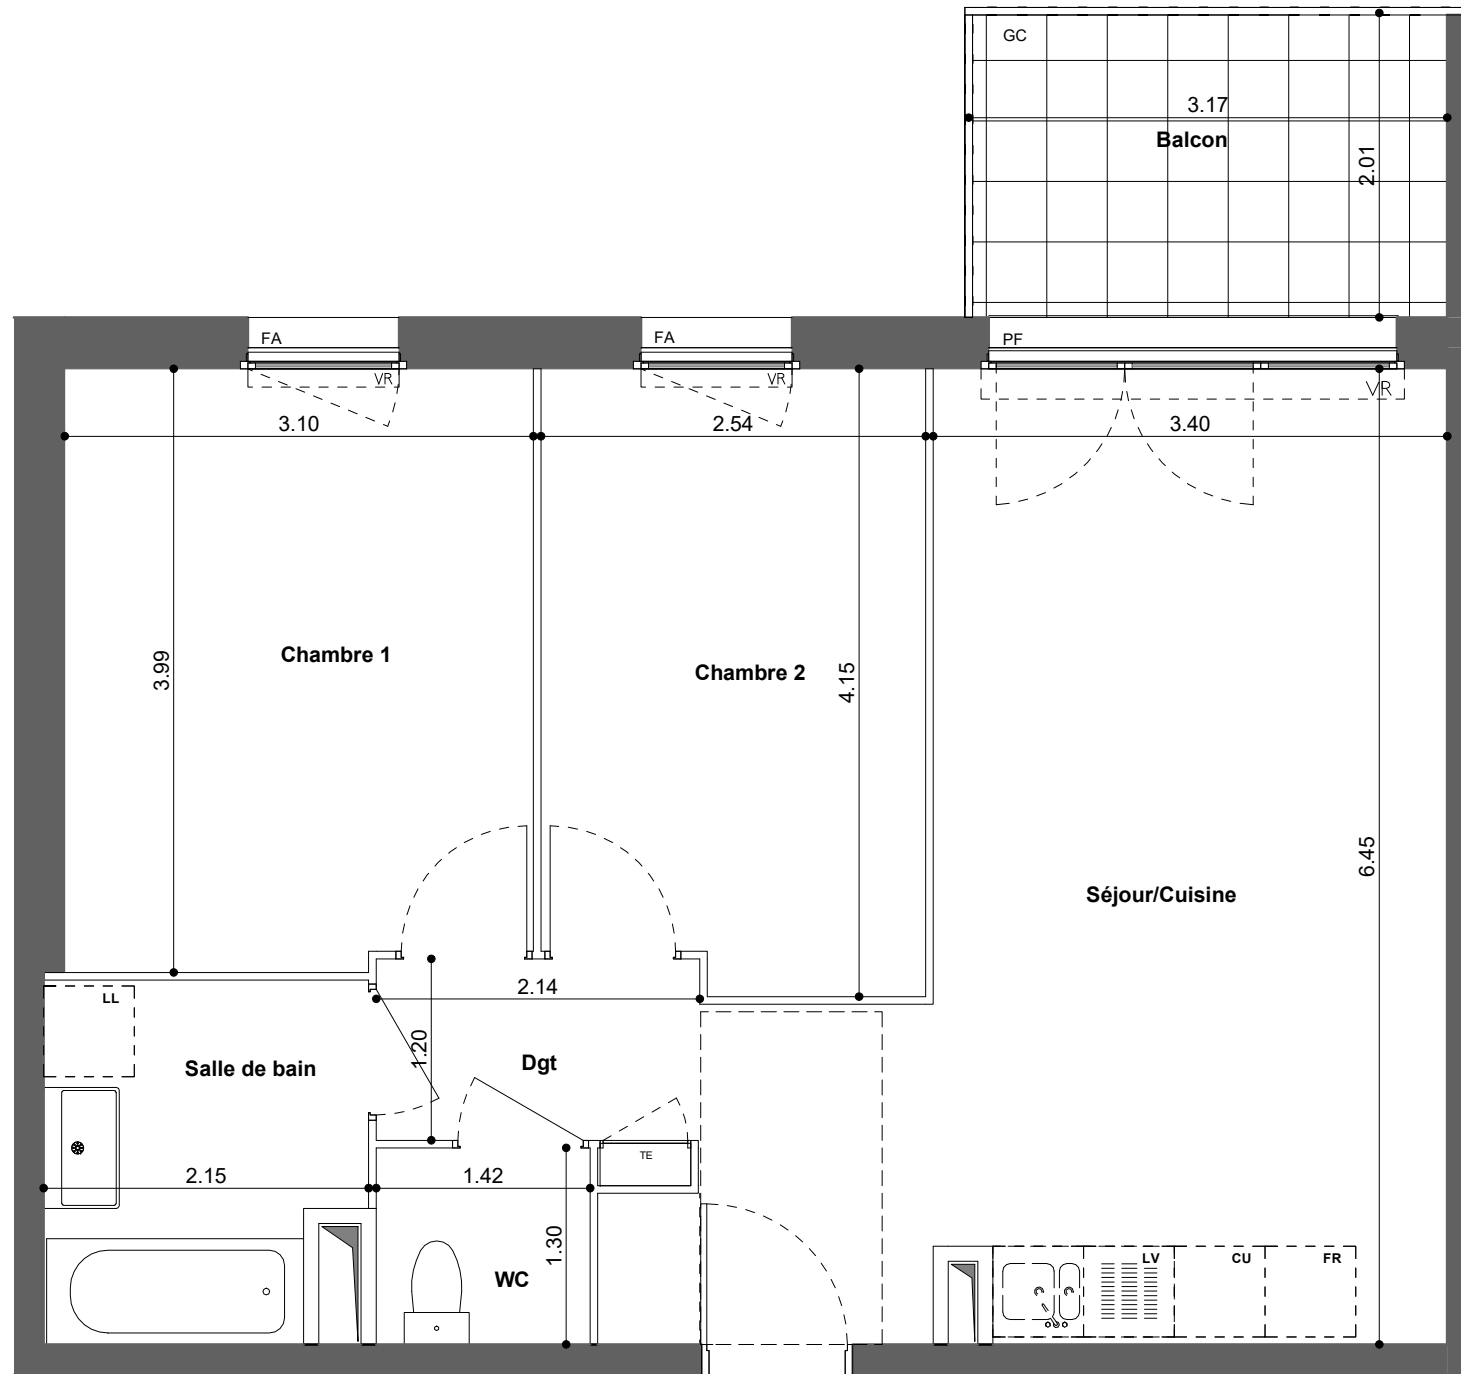 GC
3.17
Balcon
2.01
FA
FA
PF
VR
VR
VR
3.10
2.54
3.40
Chambre 1
3.99
Chambre 2
4.15
6.45
Séjour/Cuisine
LL
2.14
1.20
Salle de bain
Dgt
TE
2.15
1.42
1.30
WC
LV
CU
FR